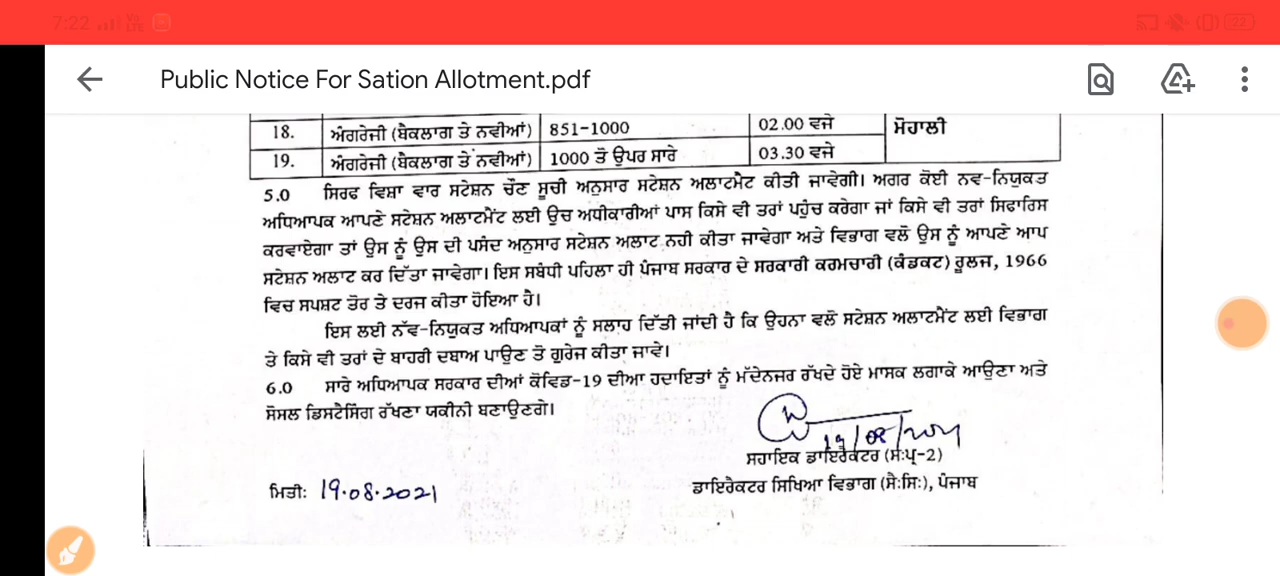 7:22
22
Public Notice For Sation Allotment.pdf
18. ਅੰਗਰੇਜੀ (ਬੈਕਲਾਗ ਤੇ ਨਵੀਆਂ) 851-1000 02.00 ਵਜੇ ਮੋਹਾਲੀ
19. ਅੰਗਰੇਜੀ (ਬੈਕਲਾਗ ਤੇ ਨਵੀਆਂ) 1000 ਤੋ ਉਪਰ ਸਾਰੇ 03.30 ਵਜੇ
5.0 ਸਿਰਫ ਵਿਸ਼ਾ ਵਾਰ ਸਟੇਸ਼ਨ ਚੋਣ ਸੂਚੀ ਅਨੁਸਾਰ ਸਟੇਸ਼ਨ ਅਲਾਟਮੈਟ ਕੀਤੀ ਜਾਵੇਗੀ। ਅਗਰ ਕੋਈ ਨਵ-ਨਿਯੁਕਤ
ਅਧਿਆਪਕ ਆਪਣੇ ਸਟੇਸ਼ਨ ਅਲਾਟਮੈਂਟ ਲਈ ਉਚ ਅਧੀਕਾਰੀਆਂ ਪਾਸ ਕਿਸੇ ਵੀ ਤਰਾਂ ਪਹੁੰਚ ਕਰੇਗਾ ਜਾਂ ਕਿਸੇ ਵੀ ਤਰਾਂ ਸਿਫਾਰਿਸ
ਕਰਵਾਏਗਾ ਤਾਂ ਉਸ ਨੂੰ ਉਸ ਦੀ ਪਸੰਦ ਅਨੁਸਾਰ ਸਟੇਸ਼ਨ ਅਲਾਟ ਨਹੀ ਕੀਤਾ ਜਾਵੇਗਾ ਅਤੇ ਵਿਭਾਗ ਵਲੋ ਉਸ ਨੂੰ ਆਪਣੇ ਆਪ
ਸਟੇਸ਼ਨ ਅਲਾਟ ਕਰ ਦਿੱਤਾ ਜਾਵੇਗਾ। ਇਸ ਸਬੰਧੀ ਪਹਿਲਾ ਹੀ ਪੰਜਾਬ ਸਰਕਾਰ ਦੇ ਸਰਕਾਰੀ ਕਰਮਚਾਰੀ (ਕੰਡਕਟ) ਰੂਲਜ, 1966
ਵਿਚ ਸਪਸ਼ਟ ਤੋਰ ਤੇ ਦਰਜ ਕੀਤਾ ਹੋਇਆ ਹੈ।
ਇਸ ਲਈ ਨੱਵ-ਨਿਯੁਕਤ ਅਧਿਆਪਕਾਂ ਨੂੰ ਸਲਾਹ ਦਿੱਤੀ ਜਾਂਦੀ ਹੈ ਕਿ ਉਹਨਾ ਵਲੋ ਸਟੇਸ਼ਨ ਅਲਾਟਮੈਂਟ ਲਈ ਵਿਭਾਗ
ਤੇ ਕਿਸੇ ਵੀ ਤਰਾਂ ਦੇ ਬਾਹਰੀ ਦਬਾਅ ਪਾਉਣ ਤੋ ਗੁਰੇਜ ਕੀਤਾ ਜਾਵੇ।
6.0 ਸਾਰੇ ਅਧਿਆਪਕ ਸਰਕਾਰ ਦੀਆਂ ਕੋਵਿਡ-19 ਦੀਆ ਹਦਾਇਤਾਂ ਨੂੰ ਮੱਦੇਨਜਰ ਰੱਖਦੇ ਹੋਏ ਮਾਸਕ ਲਗਾਕੇ ਆਉਣਾ ਅਤੇ
ਸੋਸਲ ਡਿਸਟੈਸਿੰਗ ਰੱਖਣਾ ਯਕੀਨੀ ਬਣਾਉਣਗੇ।
19/08/2021
ਸਹਾਇਕ ਡਾਇਰੈਕਟਰ (ਸ:ਪ੍ਰ-2)
ਡਾਇਰੈਕਟਰ ਸਿਖਿਆ ਵਿਭਾਗ (ਸੈ:ਸਿ:), ਪੰਜਾਬ
ਮਿਤੀ: 19.08.2021